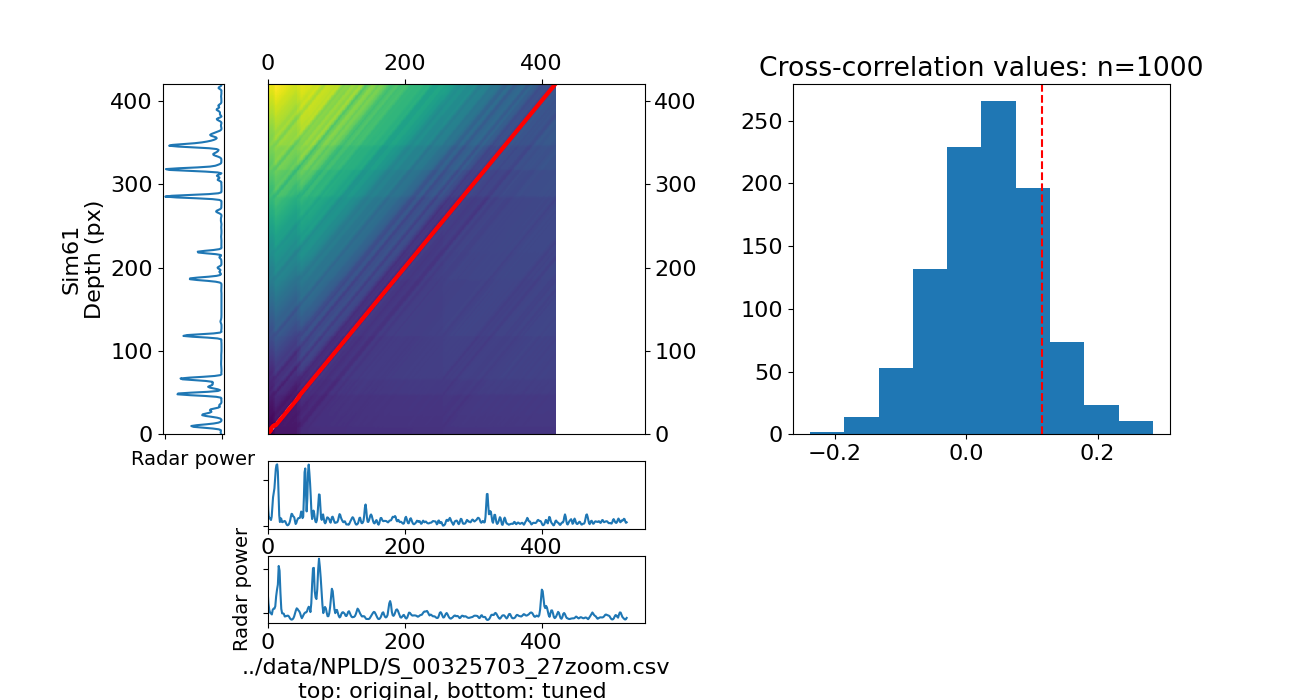 0 200 400
Cross-correlation values: n=1000
400
300
200
100
0
Sim61
Depth (px)
Radar power
400
300
200
100
0
250
200
150
100
50
0
−0.2 0.0 0.2
0 200 400
Radar power
0 200 400
../data/NPLD/S_00325703_27zoom.csv
top: original, bottom: tuned